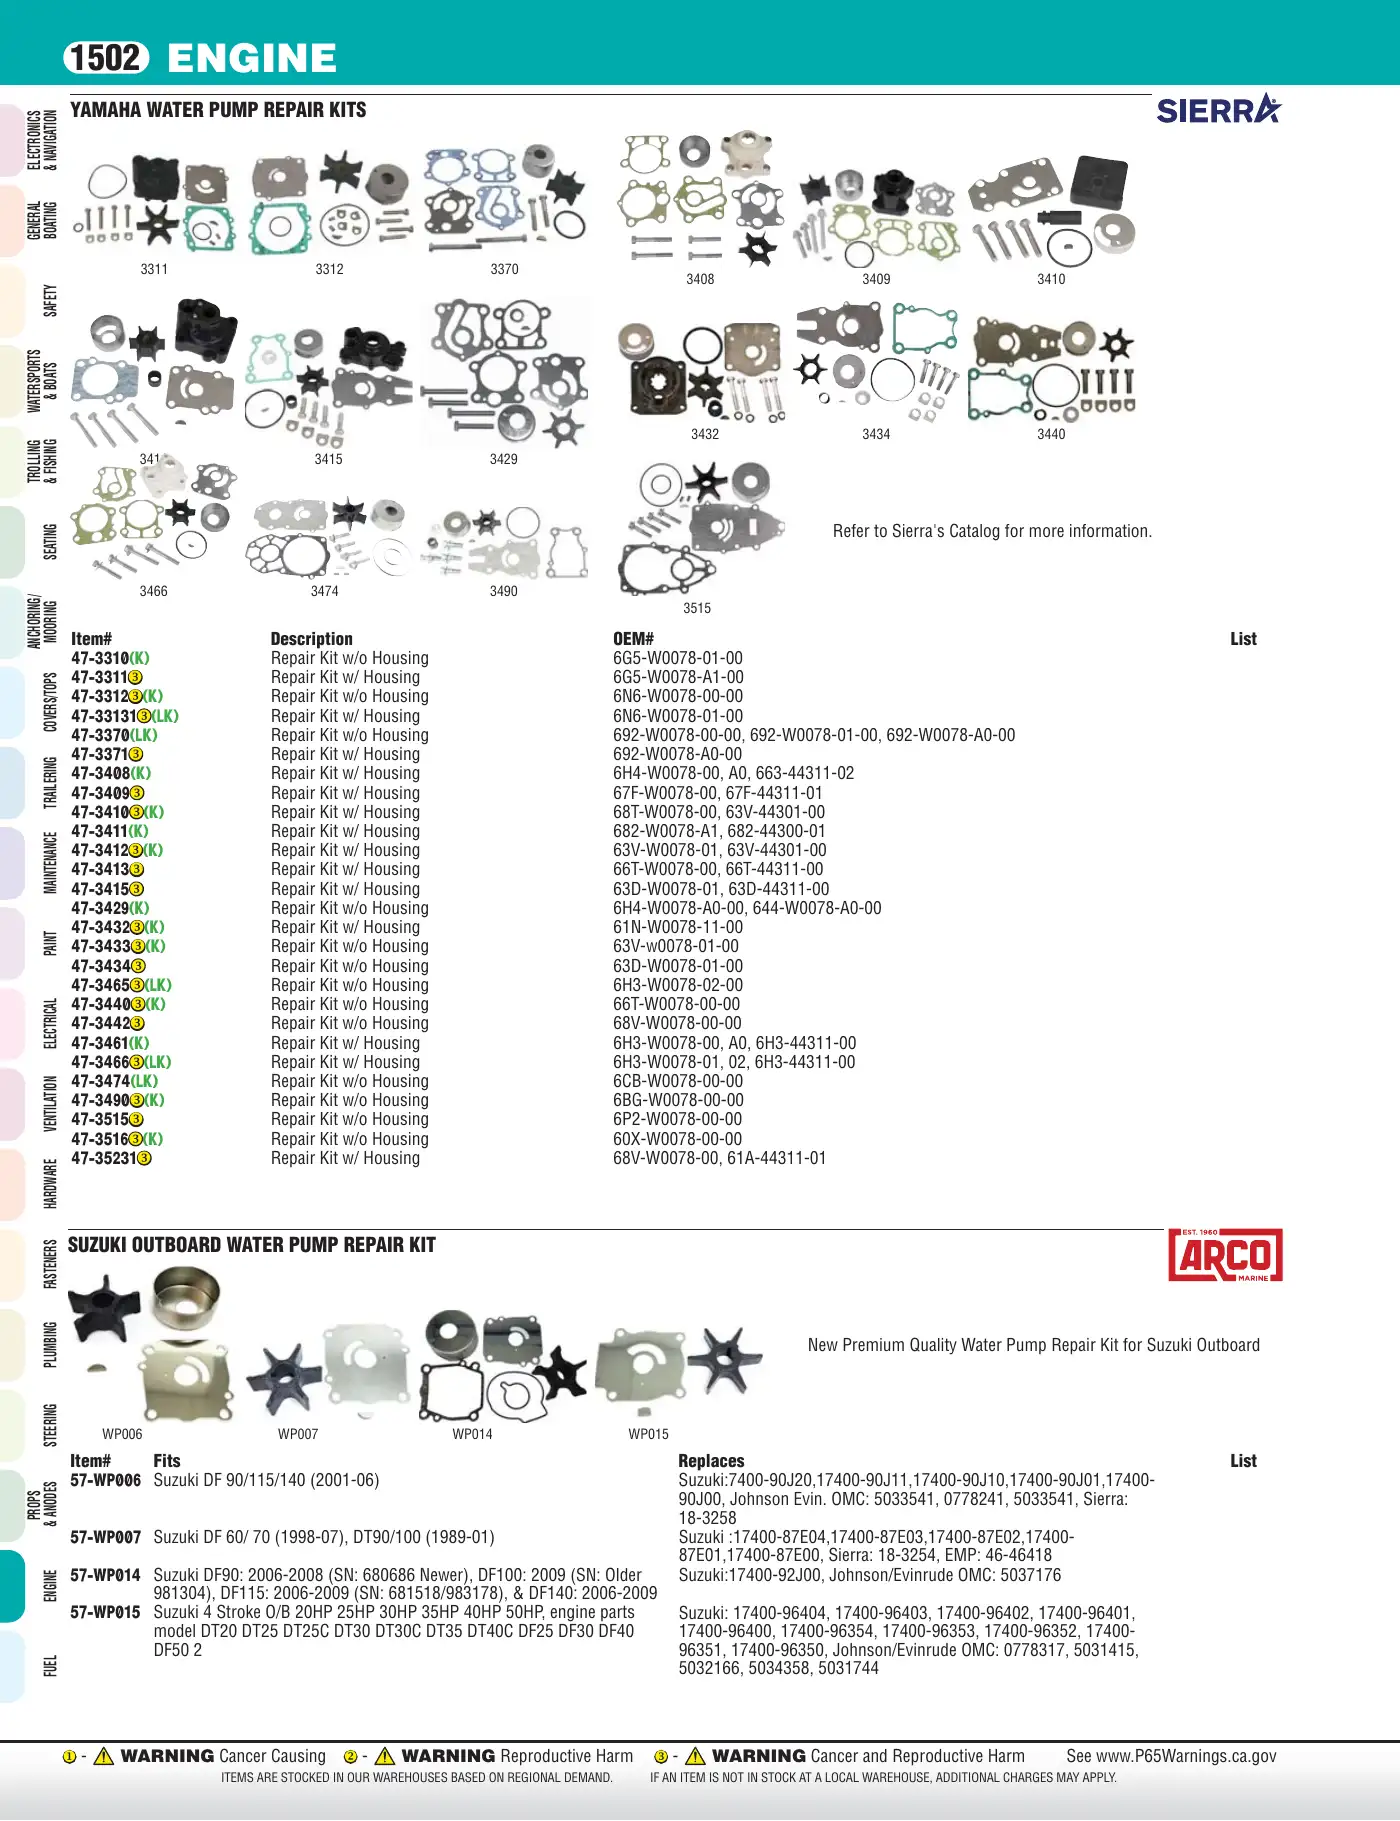 1502 ENGINE
YAMAHA WATER PUMP REPAIR KITS
SIERRA
ELECTRONICS
& NAVIGATION
GENERAL
BOATING
SAFETY
WATERSPORTS
& BOATS
TROLLING
& FISHING
SEATING
ANCHORING/
MOORING
COVERS/TOPS
TRAILERING
MAINTENANCE
PAINT
ELECTRICAL
VENTILATION
HARDWARE
FASTENERS
PLUMBING
STEERING
PROPS
& ANODES
ENGINE
FUEL
3311 3312 3370 3408 3409 3410
3415 3429 3432 3434 3440
3466 3474 3490 3515
Refer to Sierra's Catalog for more information.
Item# Description OEM# List
47-3310(K) Repair Kit w/o Housing 6G5-W0078-01-00
47-3311③ Repair Kit w/ Housing 6G5-W0078-A1-00
47-3312③(K) Repair Kit w/o Housing 6N6-W0078-00-00
47-33131③(LK) Repair Kit w/ Housing 6N6-W0078-01-00
47-3370(LK) Repair Kit w/o Housing 692-W0078-00-00, 692-W0078-01-00, 692-W0078-A0-00
47-3371③ Repair Kit w/ Housing 692-W0078-A0-00
47-3408(K) Repair Kit w/ Housing 6H4-W0078-00, A0, 663-44311-02
47-3409③ Repair Kit w/ Housing 67F-W0078-00, 67F-44311-01
47-3410③(K) Repair Kit w/ Housing 68T-W0078-00, 63V-44301-00
47-3411(K) Repair Kit w/ Housing 682-W0078-A1, 682-44300-01
47-3412③(K) Repair Kit w/ Housing 63V-W0078-01, 63V-44301-00
47-3413③ Repair Kit w/ Housing 66T-W0078-00, 66T-44311-00
47-3415③ Repair Kit w/ Housing 63D-W0078-01, 63D-44311-00
47-3429(K) Repair Kit w/o Housing 6H4-W0078-A0-00, 644-W0078-A0-00
47-3432③(K) Repair Kit w/ Housing 61N-W0078-11-00
47-3433③(K) Repair Kit w/o Housing 63V-w0078-01-00
47-3434③ Repair Kit w/o Housing 63D-W0078-01-00
47-3465③(LK) Repair Kit w/o Housing 6H3-W0078-02-00
47-3440③(K) Repair Kit w/o Housing 66T-W0078-00-00
47-3442③ Repair Kit w/o Housing 68V-W0078-00-00
47-3461(K) Repair Kit w/ Housing 6H3-W0078-00, A0, 6H3-44311-00
47-3466③(LK) Repair Kit w/ Housing 6H3-W0078-01, 02, 6H3-44311-00
47-3474(LK) Repair Kit w/o Housing 6CB-W0078-00-00
47-3490③(K) Repair Kit w/o Housing 6BG-W0078-00-00
47-3515③ Repair Kit w/o Housing 6P2-W0078-00-00
47-3516③(K) Repair Kit w/o Housing 60X-W0078-00-00
47-35231③ Repair Kit w/ Housing 68V-W0078-00, 61A-44311-01
SUZUKI OUTBOARD WATER PUMP REPAIR KIT
EST. 1960
ARCO
MARINE
New Premium Quality Water Pump Repair Kit for Suzuki Outboard
WP006 WP007 WP014 WP015
Item# Fits Replaces List
57-WP006 Suzuki DF 90/115/140 (2001-06) Suzuki:7400-90J20,17400-90J11,17400-90J10,17400-90J01,17400-
90J00, Johnson Evin. OMC: 5033541, 0778241, 5033541, Sierra:
18-3258
57-WP007 Suzuki DF 60/ 70 (1998-07), DT90/100 (1989-01) Suzuki :17400-87E04,17400-87E03,17400-87E02,17400-
87E01,17400-87E00, Sierra: 18-3254, EMP: 46-46418
57-WP014 Suzuki DF90: 2006-2008 (SN: 680686 Newer), DF100: 2009 (SN: Older Suzuki:17400-92J00, Johnson/Evinrude OMC: 5037176
981304), DF115: 2006-2009 (SN: 681518/983178), & DF140: 2006-2009
57-WP015 Suzuki 4 Stroke O/B 20HP 25HP 30HP 35HP 40HP 50HP, engine parts Suzuki: 17400-96404, 17400-96403, 17400-96402, 17400-96401,
model DT20 DT25 DT25C DT30 DT30C DT35 DT40C DF25 DF30 DF40 17400-96400, 17400-96354, 17400-96353, 17400-96352, 17400-
DF50 2 96351, 17400-96350, Johnson/Evinrude OMC: 0778317, 5031415,
5032166, 5034358, 5031744
① - WARNING Cancer Causing ② - WARNING Reproductive Harm ③ - WARNING Cancer and Reproductive Harm See www.P65Warnings.ca.gov
ITEMS ARE STOCKED IN OUR WAREHOUSES BASED ON REGIONAL DEMAND. IF AN ITEM IS NOT IN STOCK AT A LOCAL WAREHOUSE, ADDITIONAL CHARGES MAY APPLY.